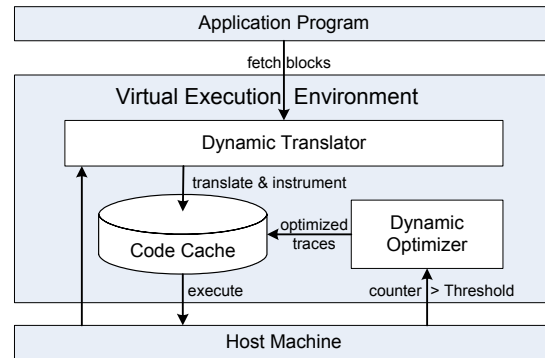 Application Program
fetch blocks
Virtual Execution Environment
Dynamic Translator
translate & instrument
Code Cache
optimized
traces
Dynamic
Optimizer
execute
counter > Threshold
Host Machine